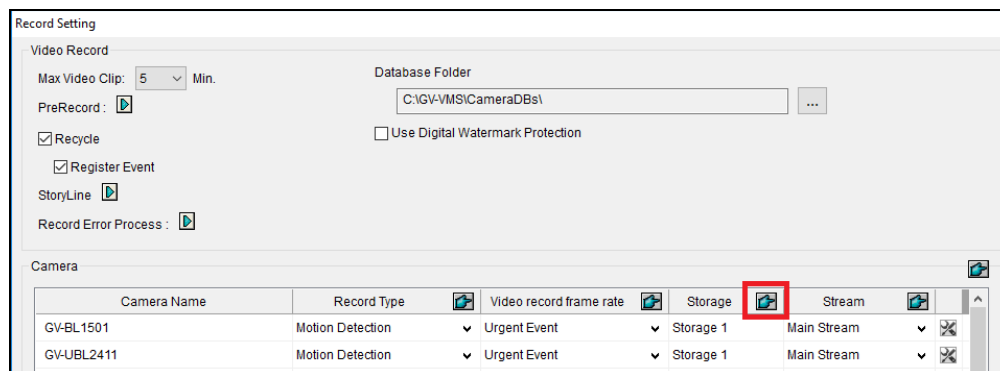 Record Setting
Video Record
Max Video Clip: 5 Min.
Database Folder
PreRecord :
C:\GV-VMS\CameraDBs\ ...
Recycle
Use Digital Watermark Protection
Register Event
StoryLine
Record Error Process :
Camera
Camera Name Record Type Video record frame rate Storage Stream
GV-BL1501 Motion Detection Urgent Event Storage 1 Main Stream
GV-UBL2411 Motion Detection Urgent Event Storage 1 Main Stream